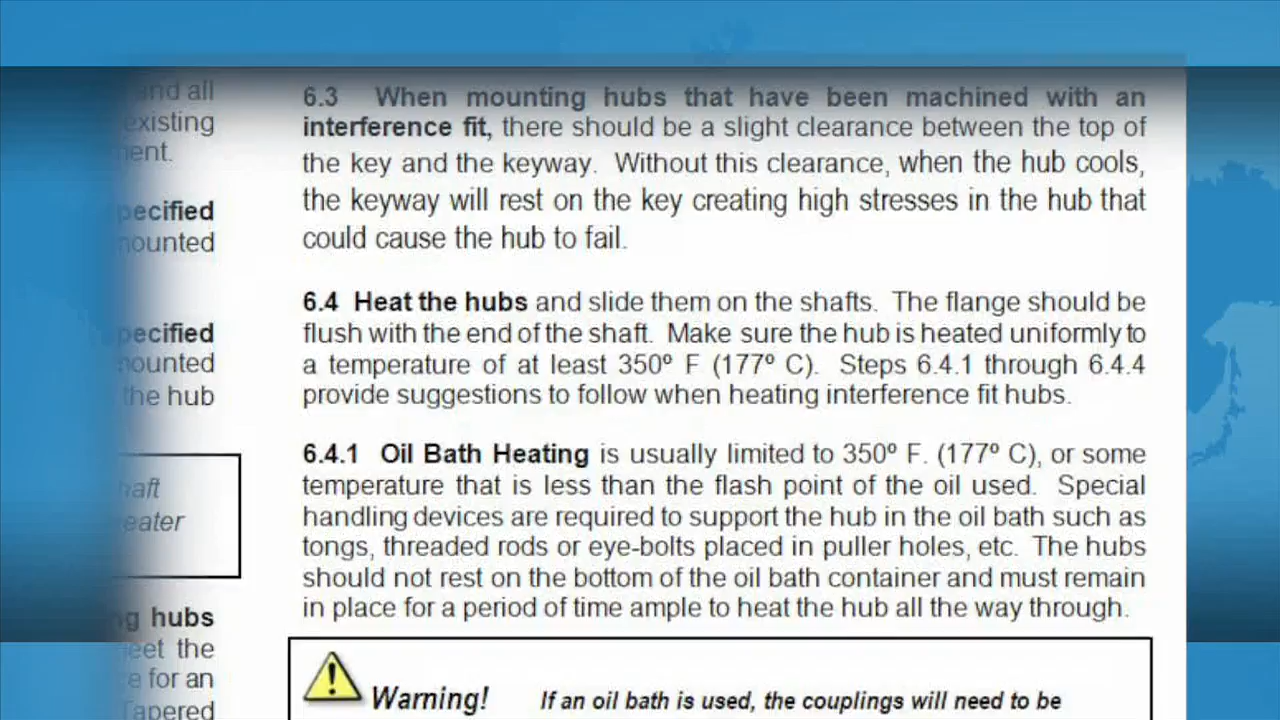 and all
existing
ment.
pecified
mounted
pecified
mounted
the hub
haft
eater
ng hubs
eet the
e for an
Tapered
6.3 When mounting hubs that have been machined with an
interference fit, there should be a slight clearance between the top of
the key and the keyway. Without this clearance, when the hub cools,
the keyway will rest on the key creating high stresses in the hub that
could cause the hub to fail.
6.4 Heat the hubs and slide them on the shafts. The flange should be
flush with the end of the shaft. Make sure the hub is heated uniformly to
a temperature of at least 350º F (177º C). Steps 6.4.1 through 6.4.4
provide suggestions to follow when heating interference fit hubs.
6.4.1 Oil Bath Heating is usually limited to 350º F. (177º C), or some
temperature that is less than the flash point of the oil used. Special
handling devices are required to support the hub in the oil bath such as
tongs, threaded rods or eye-bolts placed in puller holes, etc. The hubs
should not rest on the bottom of the oil bath container and must remain
in place for a period of time ample to heat the hub all the way through.
Warning! If an oil bath is used, the couplings will need to be